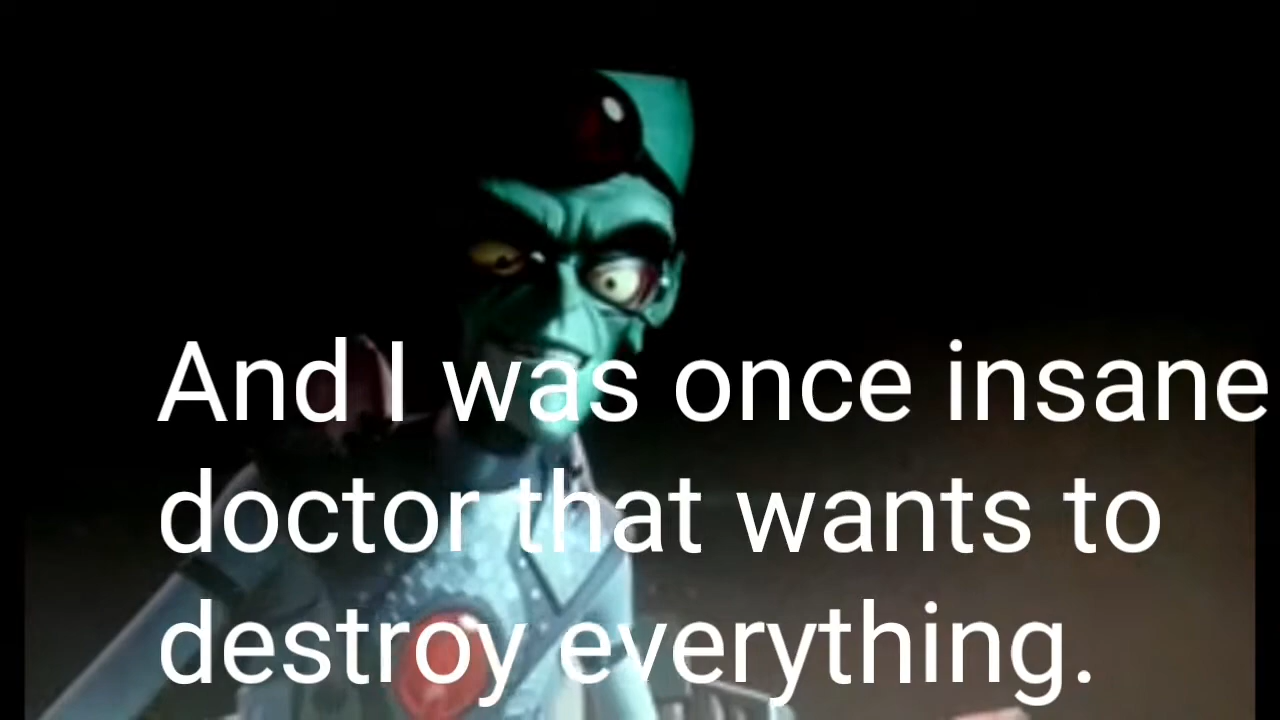 And I was once insane
doctor that wants to
destroy everything.